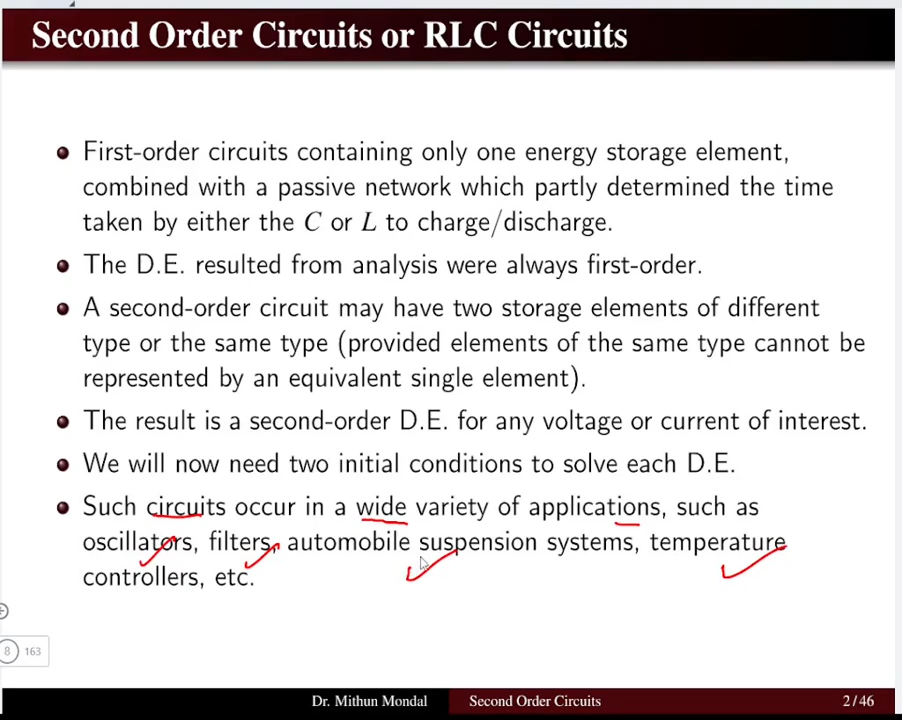 Second Order Circuits or RLC Circuits
First-order circuits containing only one energy storage element,
combined with a passive network which partly determined the time
taken by either the C or L to charge/discharge.
The D.E. resulted from analysis were always first-order.
A second-order circuit may have two storage elements of different
type or the same type (provided elements of the same type cannot be
represented by an equivalent single element).
The result is a second-order D.E. for any voltage or current of interest.
We will now need two initial conditions to solve each D.E.
Such circuits occur in a wide variety of applications, such as
oscillators, filters, automobile suspension systems, temperature
controllers, etc.
8 163
Dr. Mithun Mondal Second Order Circuits 2/46